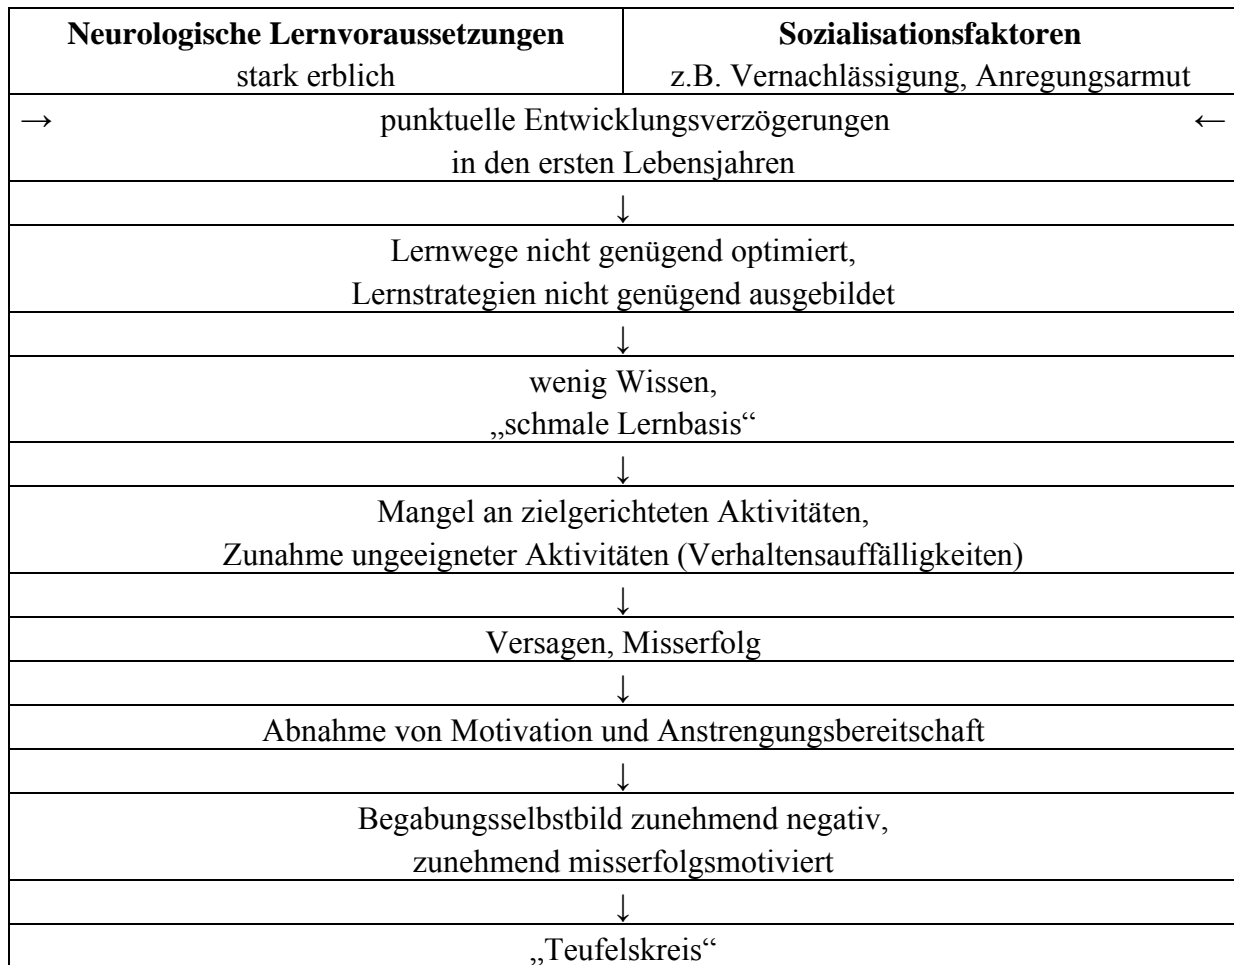 Neurologische Lernvoraussetzungen
stark erblich
Sozialisationsfaktoren
z.B. Vernachlässigung, Anregungsarmut
→ punktuelle Entwicklungsverzögerungen ←
in den ersten Lebensjahren
↓
Lernwege nicht genügend optimiert,
Lernstrategien nicht genügend ausgebildet
↓
wenig Wissen,
„schmale Lernbasis“
↓
Mangel an zielgerichteten Aktivitäten,
Zunahme ungeeigneter Aktivitäten (Verhaltensauffälligkeiten)
↓
Versagen, Misserfolg
↓
Abnahme von Motivation und Anstrengungsbereitschaft
↓
Begabungsselbstbild zunehmend negativ,
zunehmend misserfolgsmotiviert
↓
„Teufelskreis“